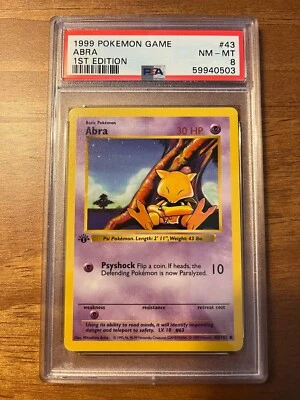 1999 POKEMON GAME #43
ABRA NM - MT
1ST EDITION 8
PSA 59940503
Basic Pokémon
Abra 30 HP
Psi Pokémon. Length: 2' 11", Weight: 43 lbs.
Psyshock Flip a coin. If heads, the
Defending Pokémon is now Paralyzed. 10
weakness resistance retreat cost
Using its ability to read minds, it will identify impending
danger and teleport to safety. LV. 10 #63